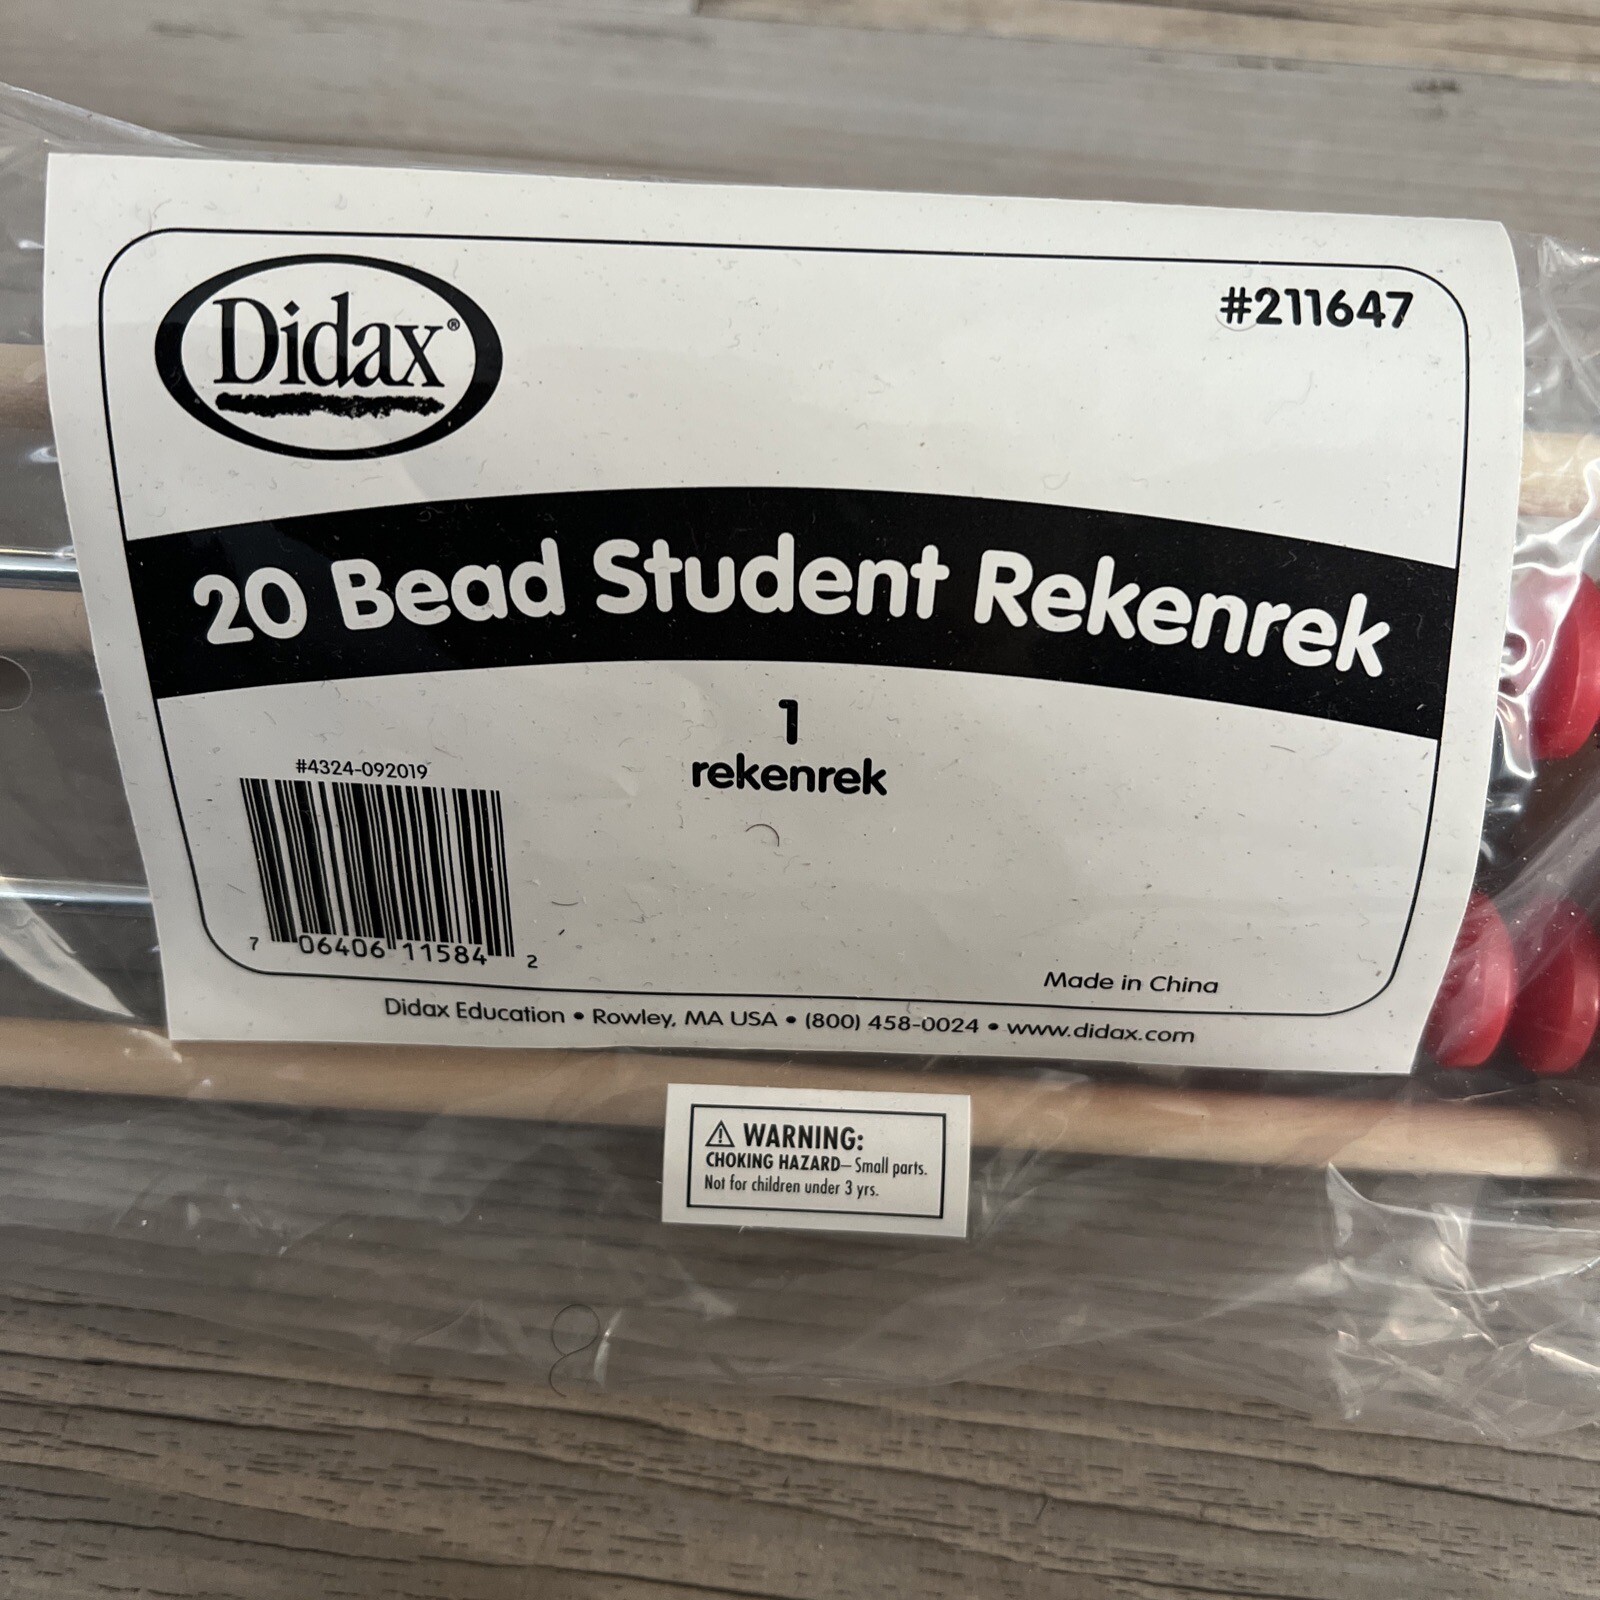 Didax®
#211647
20 Bead Student Rekenrek
1
rekenrek
#4324-092019
7 06406 11584 2
Made in China
Didax Education • Rowley, MA USA • (800) 458-0024 • www.didax.com
⚠ WARNING:
CHOKING HAZARD—Small parts.
Not for children under 3 yrs.